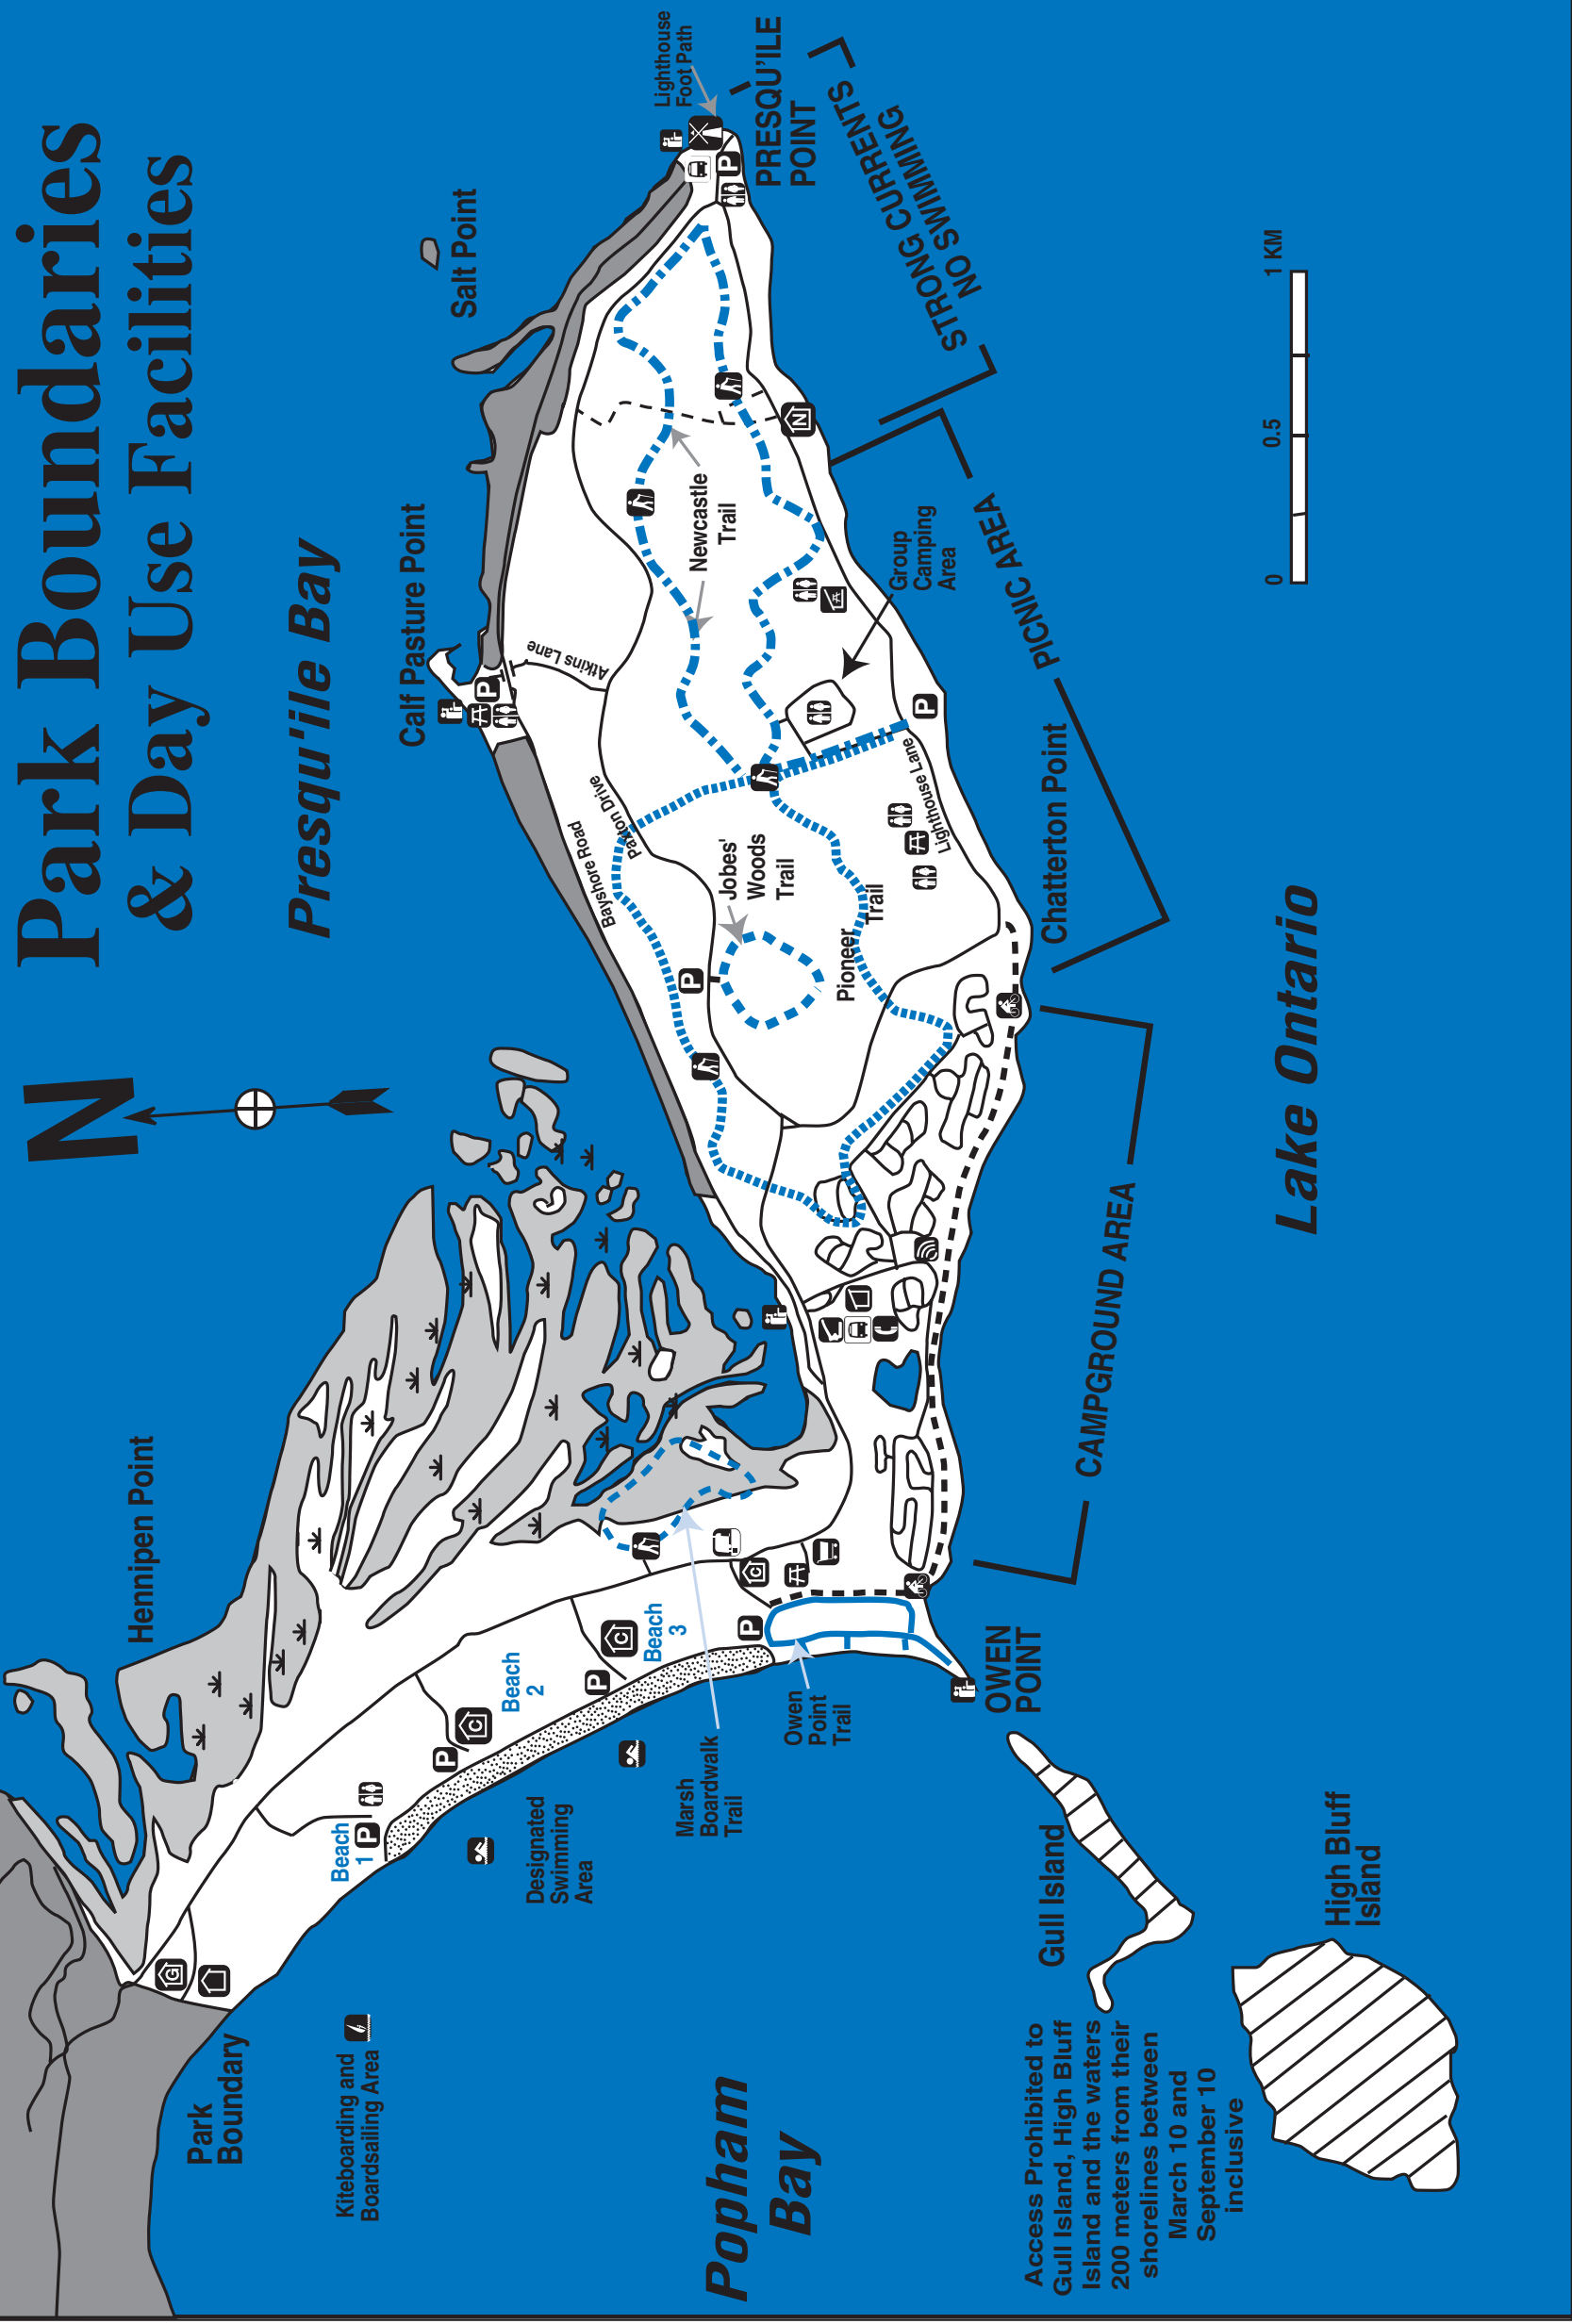 Park Boundaries
& Day Use Facilities
N
Presqu'ile Bay
Hennipen Point
Calf Pasture Point
Salt Point
Lighthouse
Foot Path
PRESQU'ILE
POINT
STRONG CURRENTS
NO SWIMMING
Park
Boundary
Kiteboarding and
Boardsailing Area
G
Beach
1
P
P
C
Beach
2
P
C
Beach
3
P
C
Designated
Swimming
Area
Marsh
Boardwalk
Trail
Owen
Point
Trail
OWEN
POINT
Bayshore Road
Paxton Drive
Atkins Lane
P
P
P
P
N
Newcastle
Trail
Jobes'
Woods
Trail
Pioneer
Trail
Lighthouse Lane
Group
Camping
Area
PICNIC AREA
Chatterton Point
CAMPGROUND AREA
Popham
Bay
Lake Ontario
Gull Island
High Bluff
Island
Access Prohibited to
Gull Island, High Bluff
Island and the waters
200 meters from their
shorelines between
March 10 and
September 10
inclusive
0
0.5
1 KM